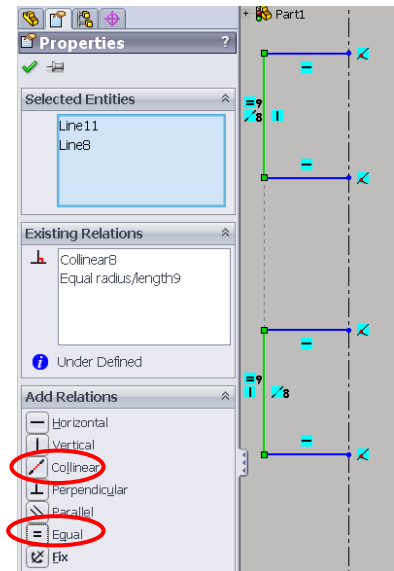 + Part1
Properties ?
Selected Entities
Line11
Line8
Existing Relations
Collinear8
Equal radius/length9
Under Defined
Add Relations
Horizontal
Vertical
Collinear
Perpendicular
Parallel
Equal
Fix
=9
8
=9
8